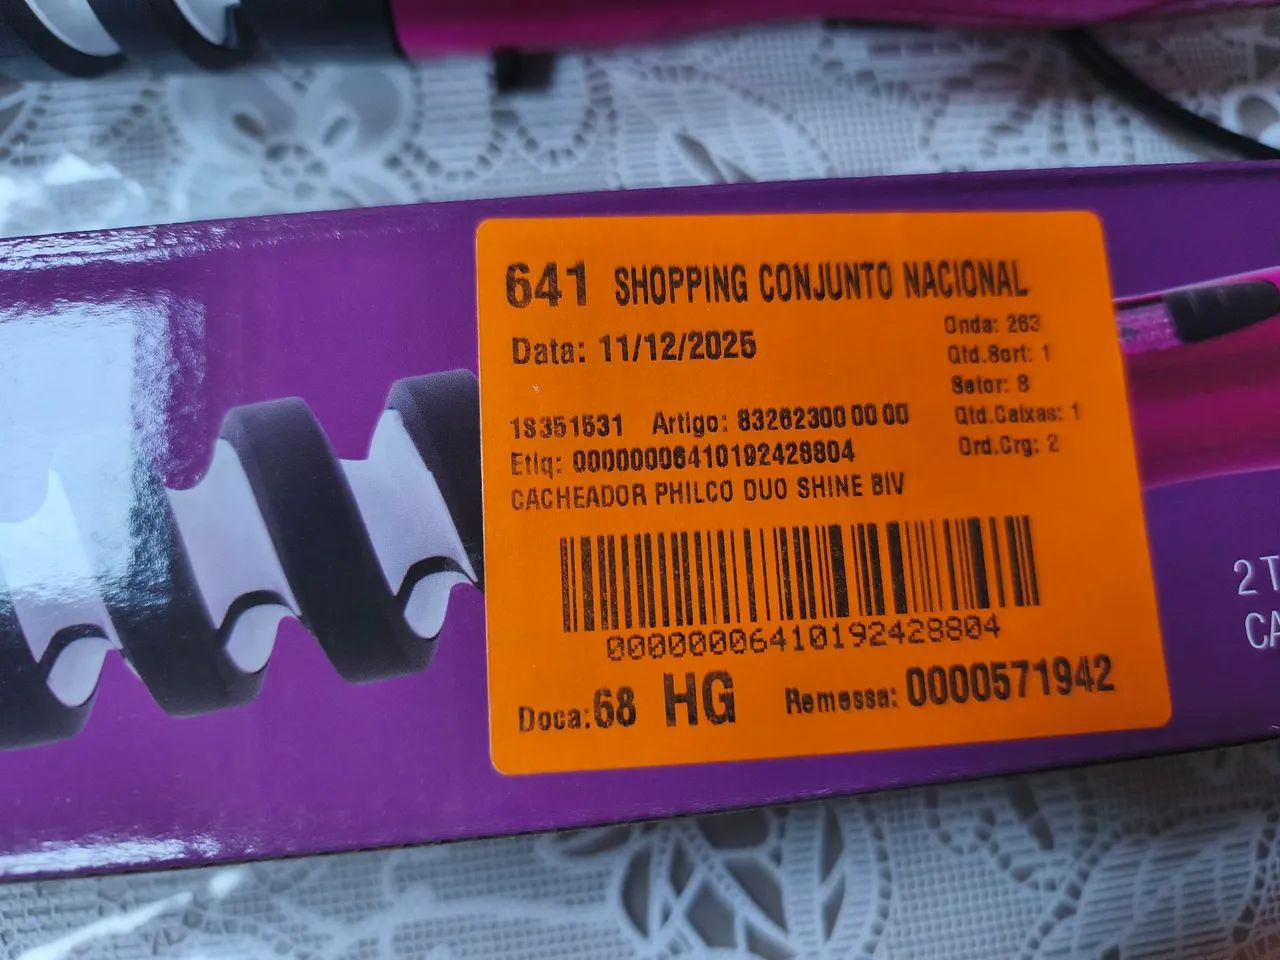 641 SHOPPING CONJUNTO NACIONAL
Data: 11/12/2025
Onda: 263
Qtd.Sort: 1
Setor: 8
Qtd.Caixas: 1
Ord.Crg: 2
18351531 Artigo: 83262300 00 00
Etiq: 00000006410192428804
CACHEADOR PHILCO DUO SHINE BIV
00000006410192428804
Doca:68 HG Remessa: 0000571942
2 T
CA